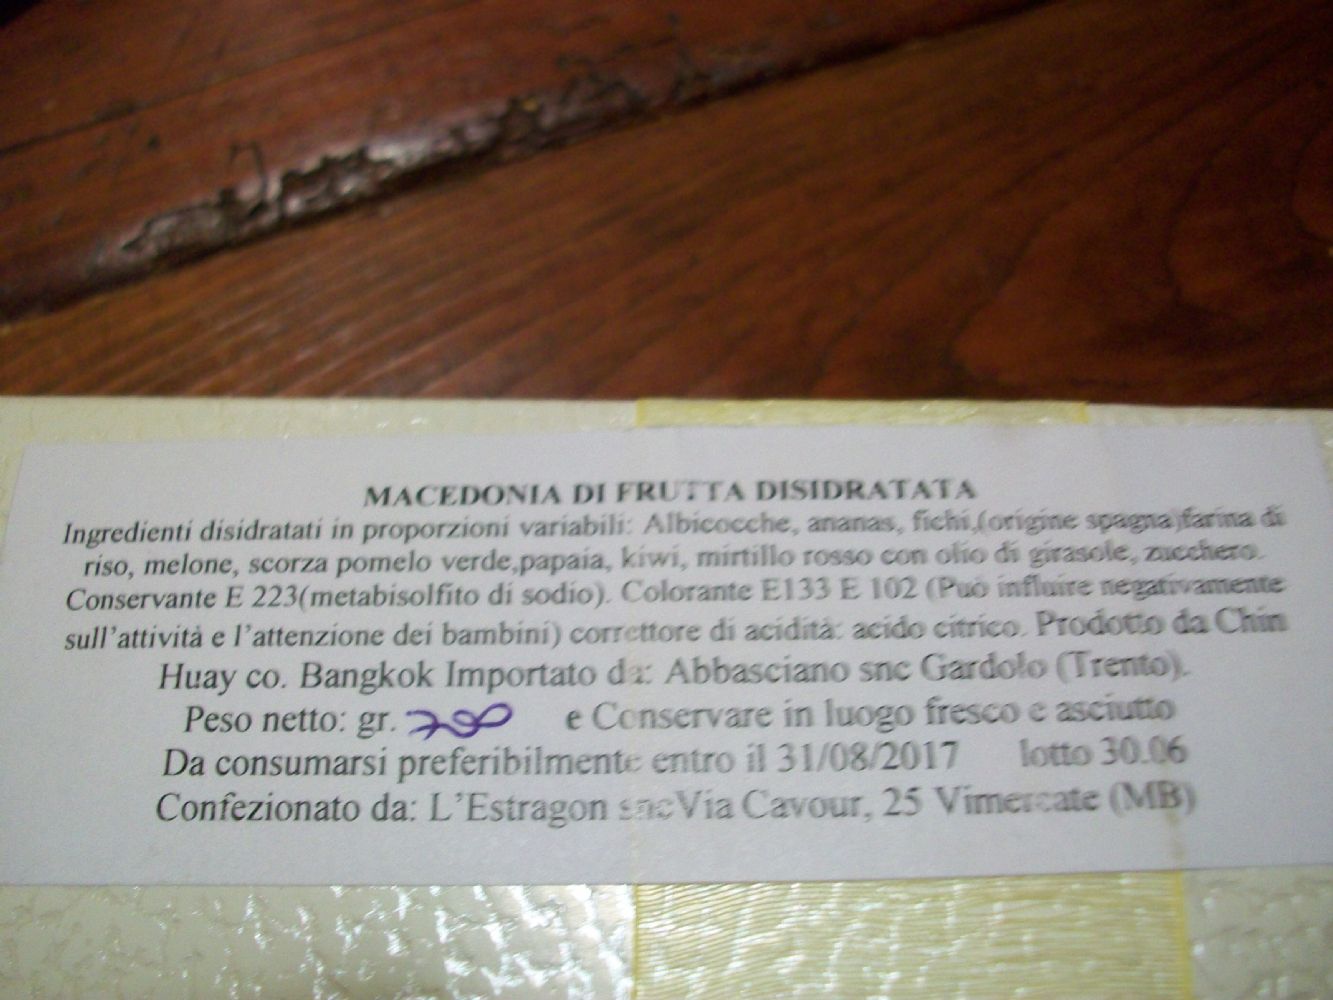 MACEDONIA DI FRUTTA DISIDRATATA
Ingredienti disidratati in proporzioni variabili: Albicocche, ananas, fichi,(origine spagna)farina di
riso, melone, scorza pomelo verde,papaia, kiwi, mirtillo rosso con olio di girasole, zucchero.
Conservante E 223(metabisolfito di sodio). Colorante E133 E 102 (Può influire negativamente
sull'attività e l'attenzione dei bambini) correttore di acidità: acido citrico. Prodotto da Chin
Huay co. Bangkok Importato da: Abbasciano snc Gardolo (Trento).
Peso netto: gr. e Conservare in luogo fresco e asciutto
Da consumarsi preferibilmente entro il 31/08/2017 lotto 30.06
Confezionato da: L'Estragon snc Via Cavour, 25 Vimercate (MB)